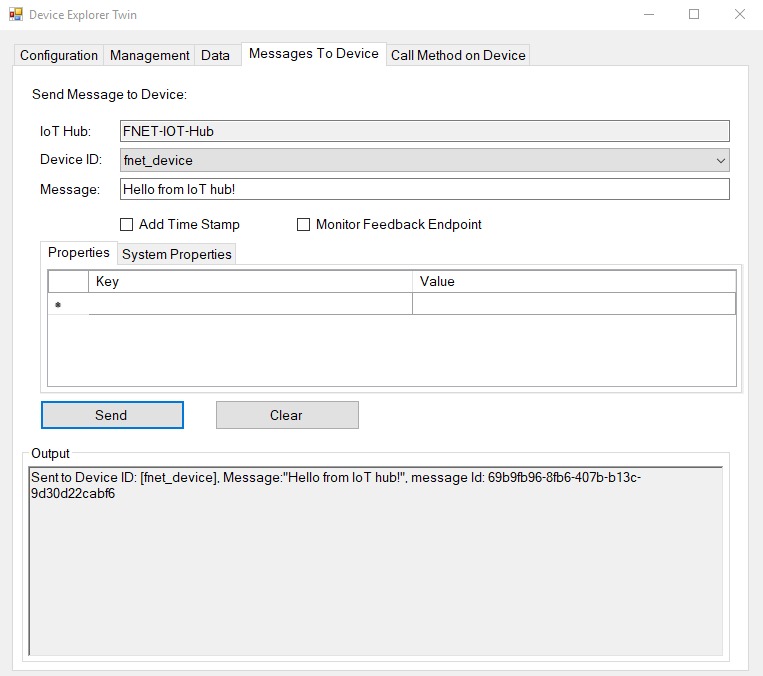 Device Explorer Twin
Configuration Management Data Messages To Device Call Method on Device
Send Message to Device:
IoT Hub: FNET-IOT-Hub
Device ID: fnet_device
Message: Hello from IoT hub!
Add Time Stamp Monitor Feedback Endpoint
Properties System Properties
Key Value
*
Send Clear
Output
Sent to Device ID: [fnet_device], Message:"Hello from IoT hub!", message Id: 69b9fb96-8fb6-407b-b13c-
9d30d22cabf6